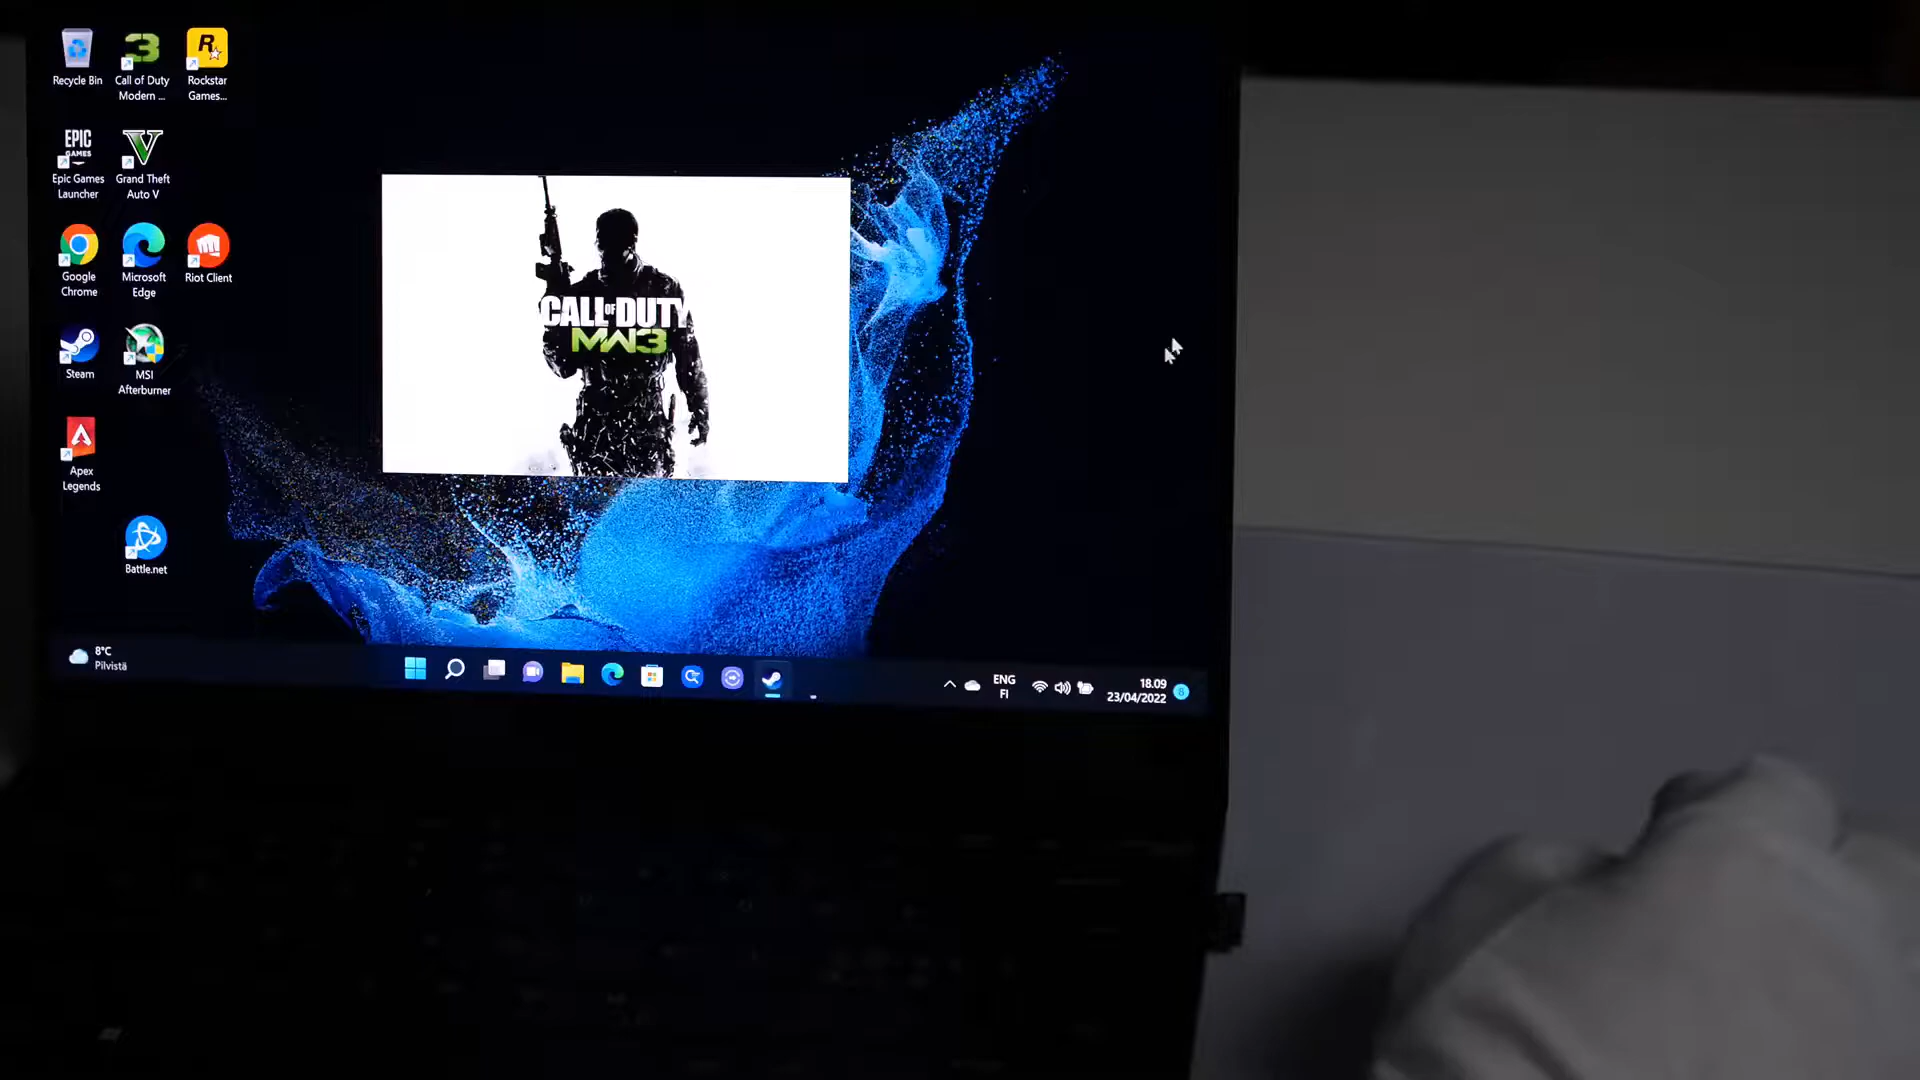 Recycle Bin
3
Call of Duty
Modern ...
R
Rockstar
Games...
EPIC
GAMES
Epic Games
Launcher
V
Grand Theft
Auto V
Google
Chrome
Microsoft
Edge
Riot Client
Steam
MSI
Afterburner
Apex
Legends
Battle.net
CALL OF DUTY
MW3
8°C
Pilvistä
ENG
FI
18.09
23/04/2022
8